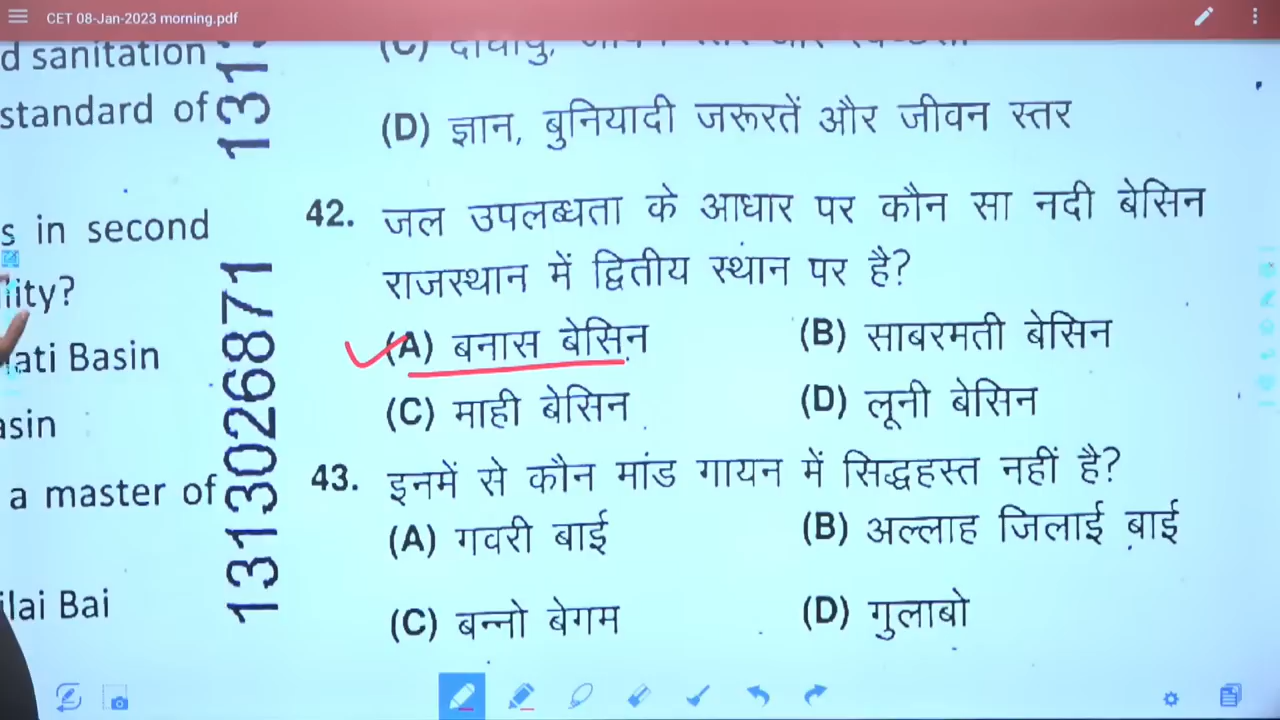 CET 08-Jan-2023 morning.pdf
d sanitation
standard of
s in second
lity?
ati Basin
asin
a master of
ilai Bai
1313026871
131
(D) ज्ञान, बुनियादी जरूरतें और जीवन स्तर
42. जल उपलब्धता के आधार पर कौन सा नदी बेसिन
राजस्थान में द्वितीय स्थान पर है?
(A) बनास बेसिन (B) साबरमती बेसिन
(C) माही बेसिन (D) लूनी बेसिन
43. इनमें से कौन मांड गायन में सिद्धहस्त नहीं है?
(A) गवरी बाई (B) अल्लाह जिलाई बाई
(C) बन्नो बेगम (D) गुलाबो